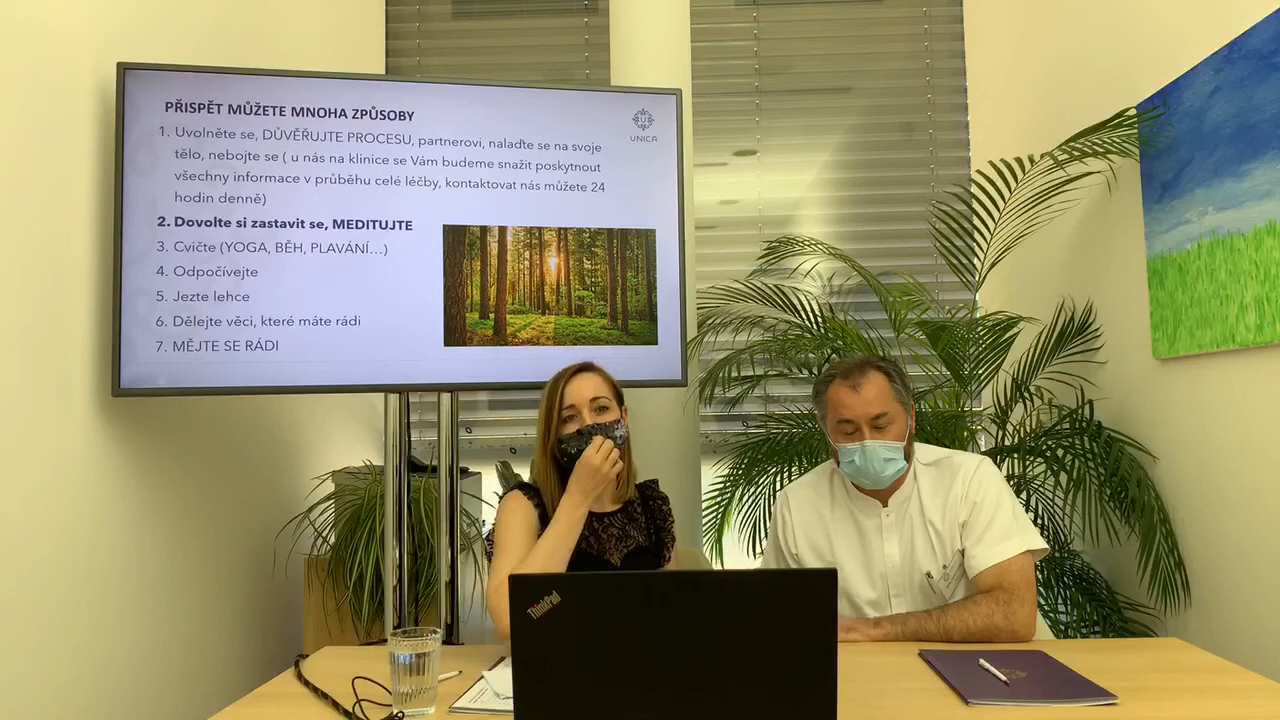 PŘISPĚT MŮŽETE MNOHA ZPŮSOBY
UNICA
1. Uvolněte se, DŮVĚŘUJTE PROCESU, partnerovi, nalaďte se na svoje
tělo, nebojte se ( u nás na klinice se Vám budeme snažit poskytnout
všechny informace v průběhu celé léčby, kontaktovat nás můžete 24
hodin denně)
2. Dovolte si zastavit se, MEDITUJTE
3. Cvičte (YOGA, BĚH, PLAVÁNÍ...)
4. Odpočívejte
5. Jezte lehce
6. Dělejte věci, které máte rádi
7. MĚJTE SE RÁDI
ThinkPad